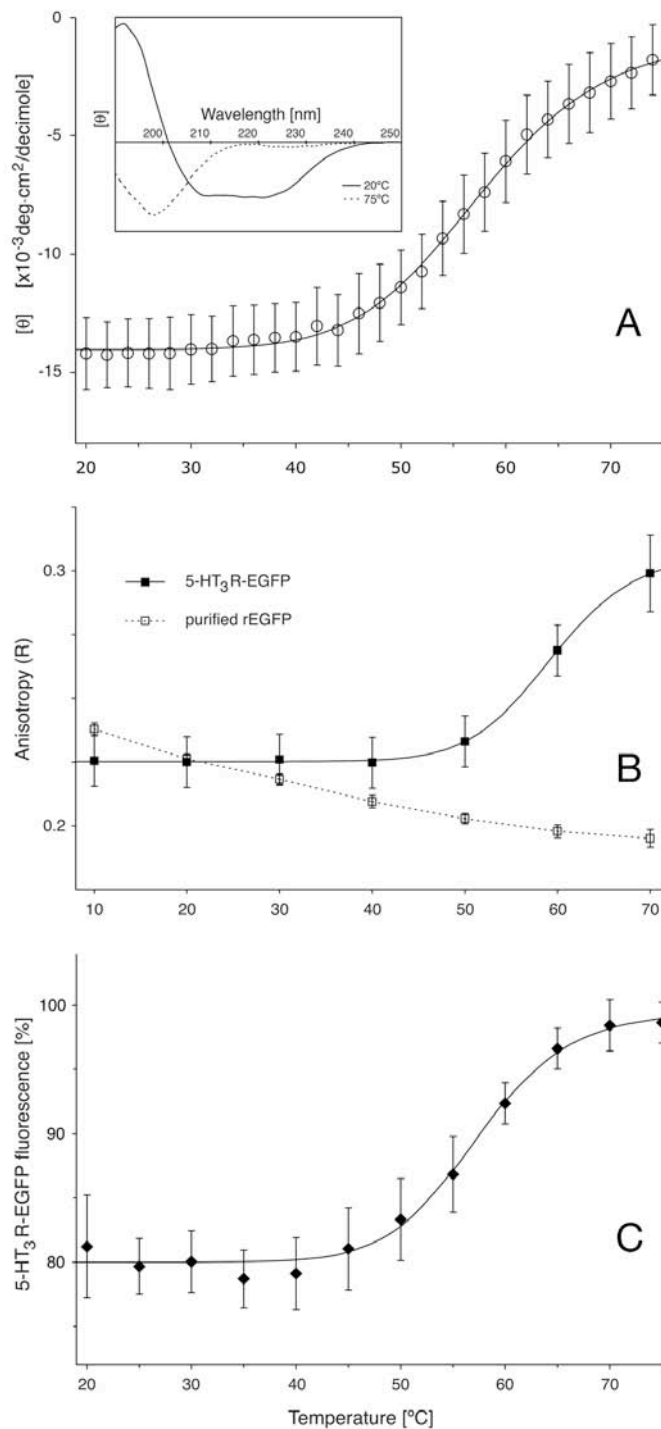 0
-5
-10
-15
[θ] [x10⁻³deg·cm²/decimole]
[θ]
Wavelength [nm]
200 210 220 230 240 250
20ºC
75ºC
A
20 30 40 50 60 70
0.3
0.2
Anisotropy (R)
5-HT₃R-EGFP
purified rEGFP
B
10 20 30 40 50 60 70
100
90
80
5-HT₃R-EGFP fluorescence [%]
C
20 30 40 50 60 70
Temperature [ºC]